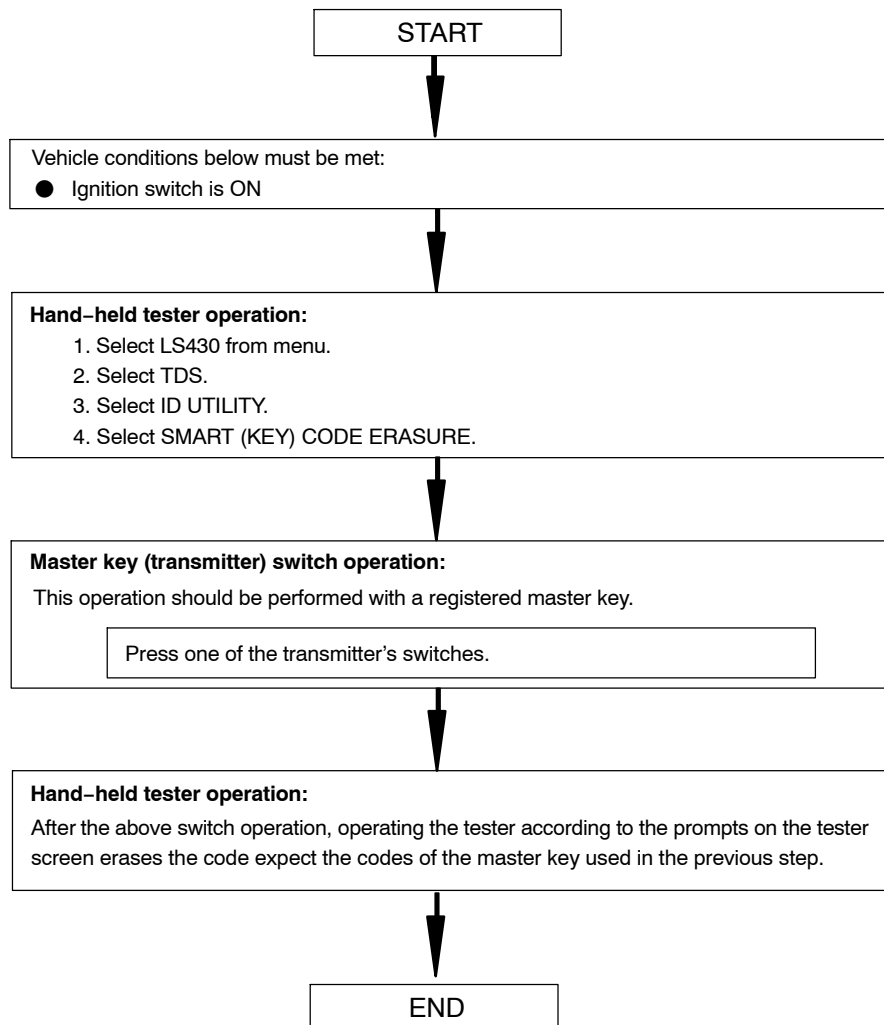 START
Vehicle conditions below must be met:
● Ignition switch is ON
Hand−held tester operation:
1. Select LS430 from menu.
2. Select TDS.
3. Select ID UTILITY.
4. Select SMART (KEY) CODE ERASURE.
Master key (transmitter) switch operation:
This operation should be performed with a registered master key.
Press one of the transmitter's switches.
Hand−held tester operation:
After the above switch operation, operating the tester according to the prompts on the tester
screen erases the code expect the codes of the master key used in the previous step.
END